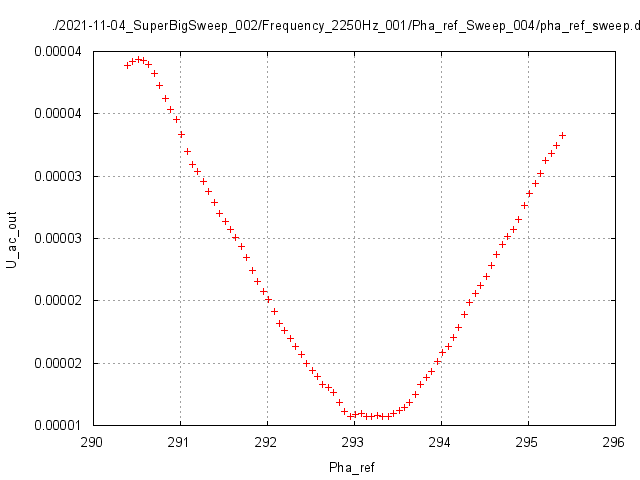 ./2021-11-04_SuperBigSweep_002/Frequency_2250Hz_001/Pha_ref_Sweep_004/pha_ref_sweep.d
0.00004
0.00004
0.00003
0.00003
0.00002
0.00002
0.00001
U_ac_out
290 291 292 293 294 295 296
Pha_ref